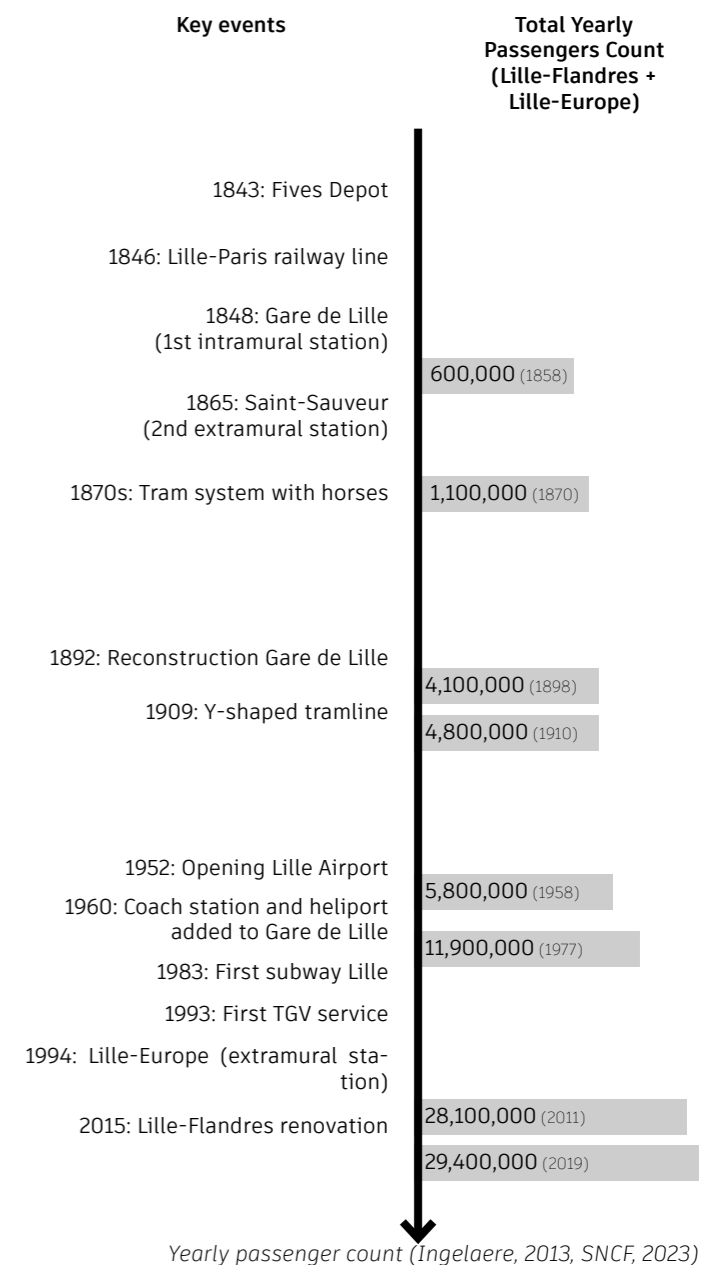 Key events
Total Yearly
Passengers Count
(Lille-Flandres +
Lille-Europe)
1843: Fives Depot
1846: Lille-Paris railway line
1848: Gare de Lille
(1st intramural station)
600,000 (1858)
1865: Saint-Sauveur
(2nd extramural station)
1870s: Tram system with horses
1,100,000 (1870)
1892: Reconstruction Gare de Lille
4,100,000 (1898)
1909: Y-shaped tramline
4,800,000 (1910)
1952: Opening Lille Airport
5,800,000 (1958)
1960: Coach station and heliport
added to Gare de Lille
11,900,000 (1977)
1983: First subway Lille
1993: First TGV service
1994: Lille-Europe (extramural sta-
tion)
28,100,000 (2011)
2015: Lille-Flandres renovation
29,400,000 (2019)
Yearly passenger count (Ingelaere, 2013, SNCF, 2023)